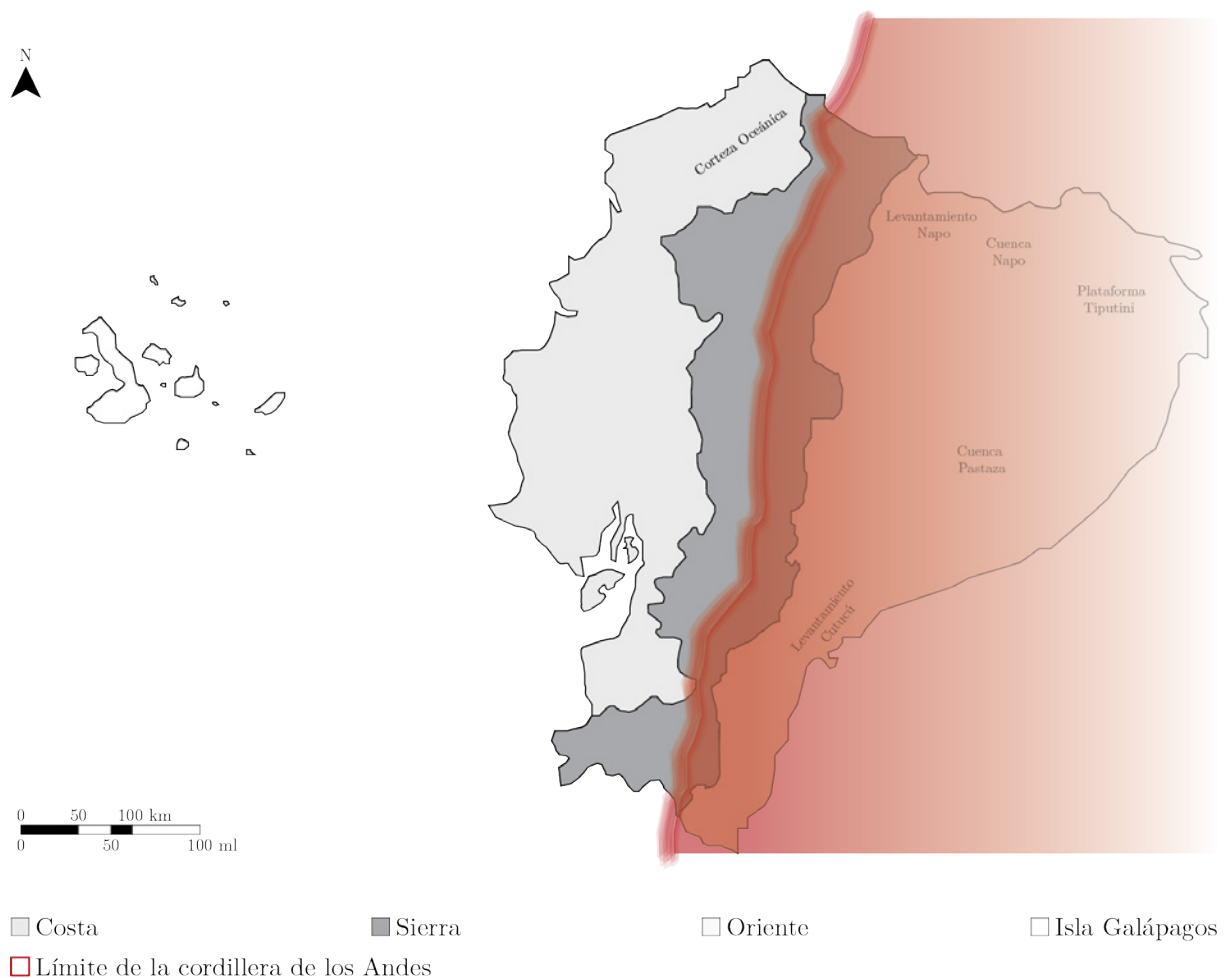 N
Corteza Oceánica
Levantamiento
Napo
Cuenca
Napo
Plataforma
Tiputini
Cuenca
Pastaza
Levantamiento
Cutucú
0 50 100 km
0 50 100 ml
Costa
Sierra
Oriente
Isla Galápagos
Límite de la cordillera de los Andes